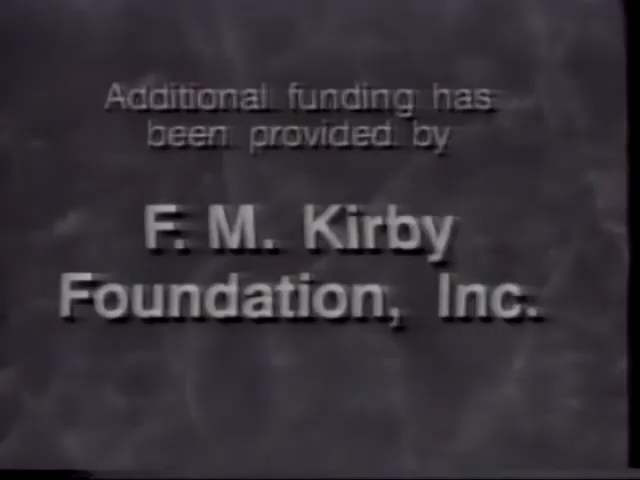 Additional funding has
been provided by
F. M. Kirby
Foundation, Inc.